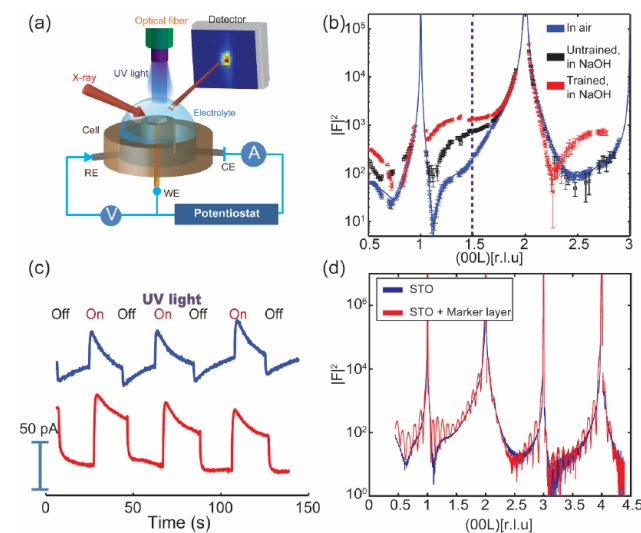 (a)
Optical fiber
Detector
UV light
X-ray
Electrolyte
Cell
RE
CE
A
WE
V
Potentiostat
(b)
In air
Untrained,
in NaOH
Trained,
in NaOH
|F|²
10⁵
10⁴
10³
10²
10¹
0.5 1 1.5 2 2.5 3
(00L)[r.l.u]
(c)
UV light
Off On Off On Off On Off
50 pA
0 50 100 150
Time (s)
(d)
STO
STO + Marker layer
|F|²
10⁶
10⁴
10²
10⁰
0 0.5 1 1.5 2 2.5 3 3.5 4 4.5
(00L)[r.l.u]